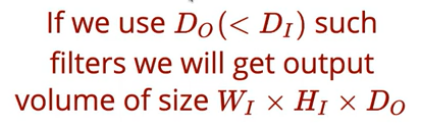 If we use D_O(< D_I) such
filters we will get output
volume of size W_I × H_I × D_O